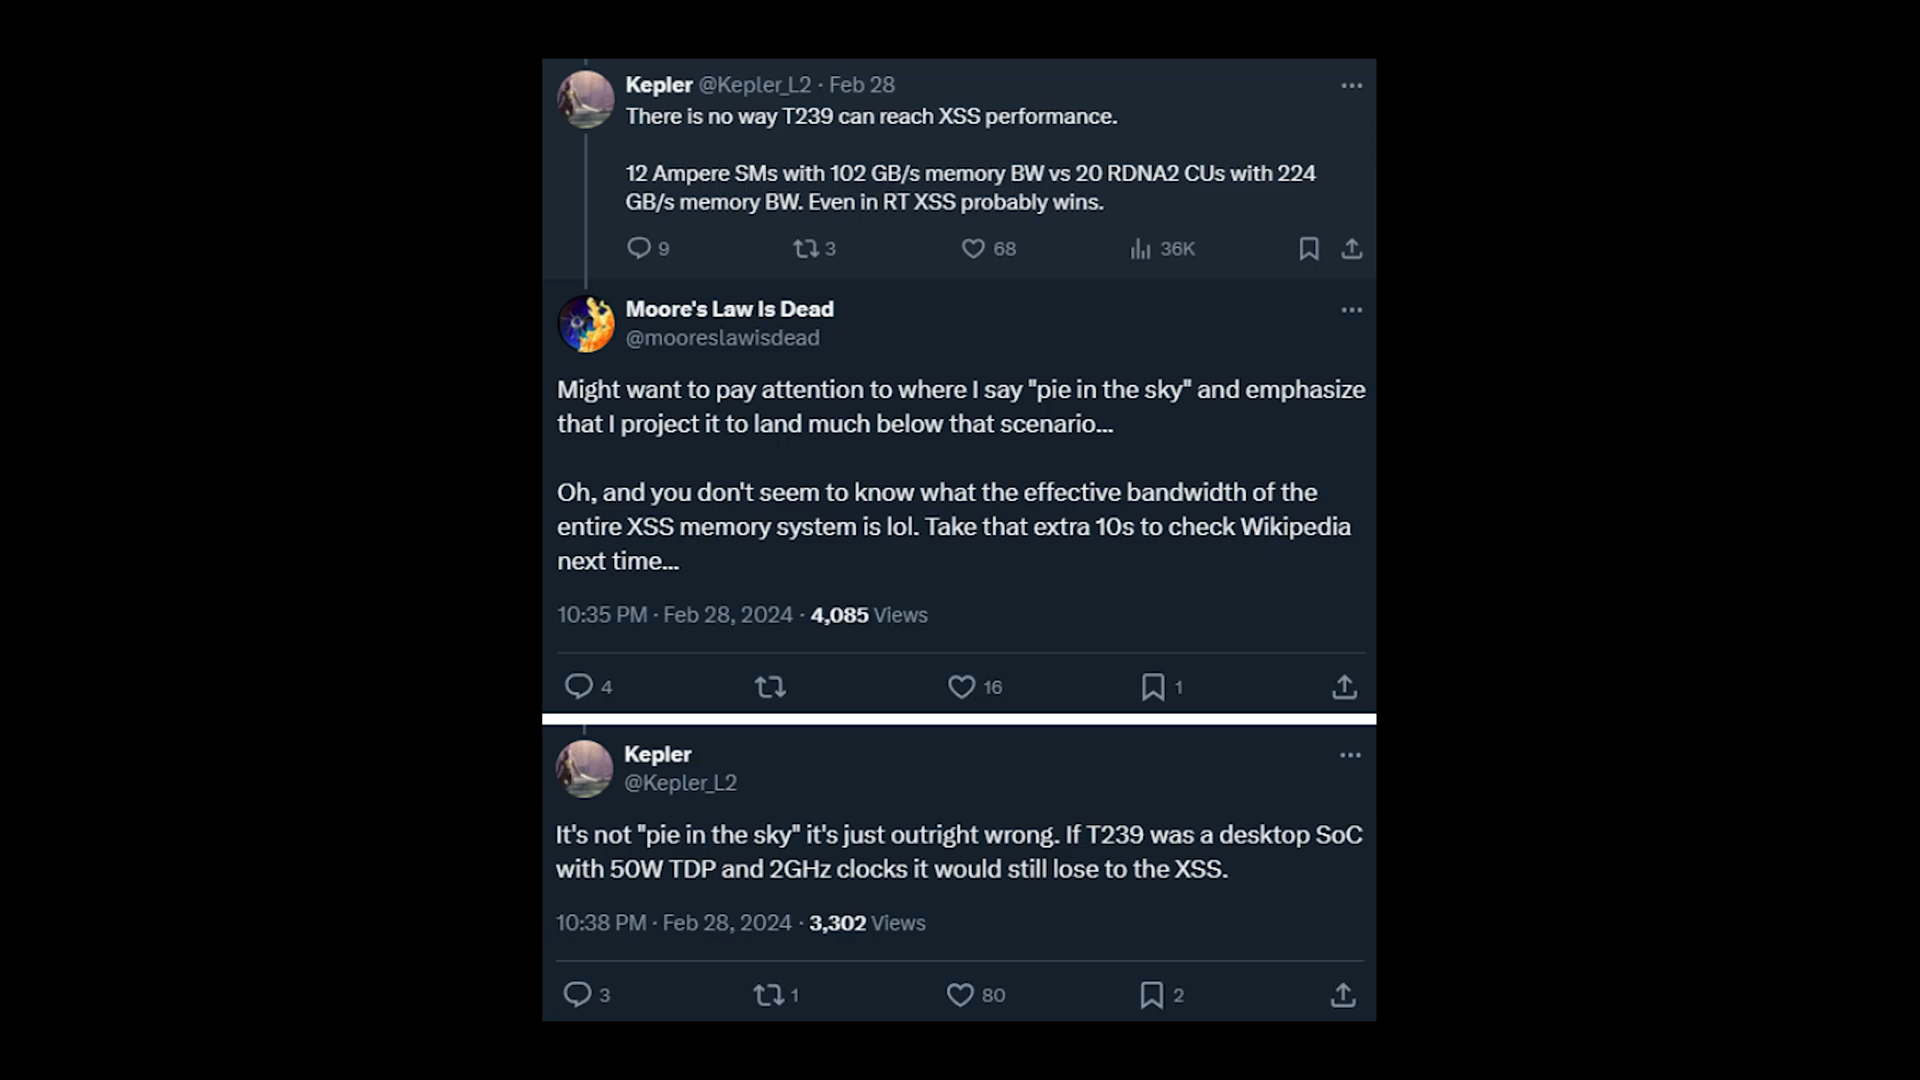 Kepler @Kepler_L2 · Feb 28
There is no way T239 can reach XSS performance.
12 Ampere SMs with 102 GB/s memory BW vs 20 RDNA2 CUs with 224
GB/s memory BW. Even in RT XSS probably wins.
9 3 68 36K
Moore's Law Is Dead
@mooreslawisdead
Might want to pay attention to where I say "pie in the sky" and emphasize
that I project it to land much below that scenario...
Oh, and you don't seem to know what the effective bandwidth of the
entire XSS memory system is lol. Take that extra 10s to check Wikipedia
next time...
10:35 PM · Feb 28, 2024 · 4,085 Views
4 16 1
Kepler
@Kepler_L2
It's not "pie in the sky" it's just outright wrong. If T239 was a desktop SoC
with 50W TDP and 2GHz clocks it would still lose to the XSS.
10:38 PM · Feb 28, 2024 · 3,302 Views
3 1 80 2